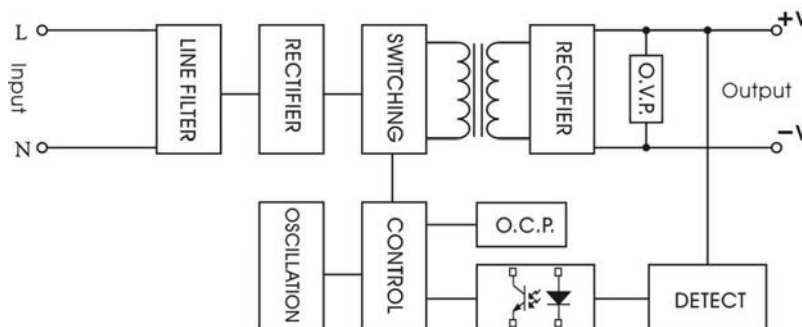 L
Input
N
LINE FILTER
RECTIFIER
SWITCHING
RECTIFIER
O.V.P.
+V
Output
−V
OSCILLATION
CONTROL
O.C.P.
DETECT